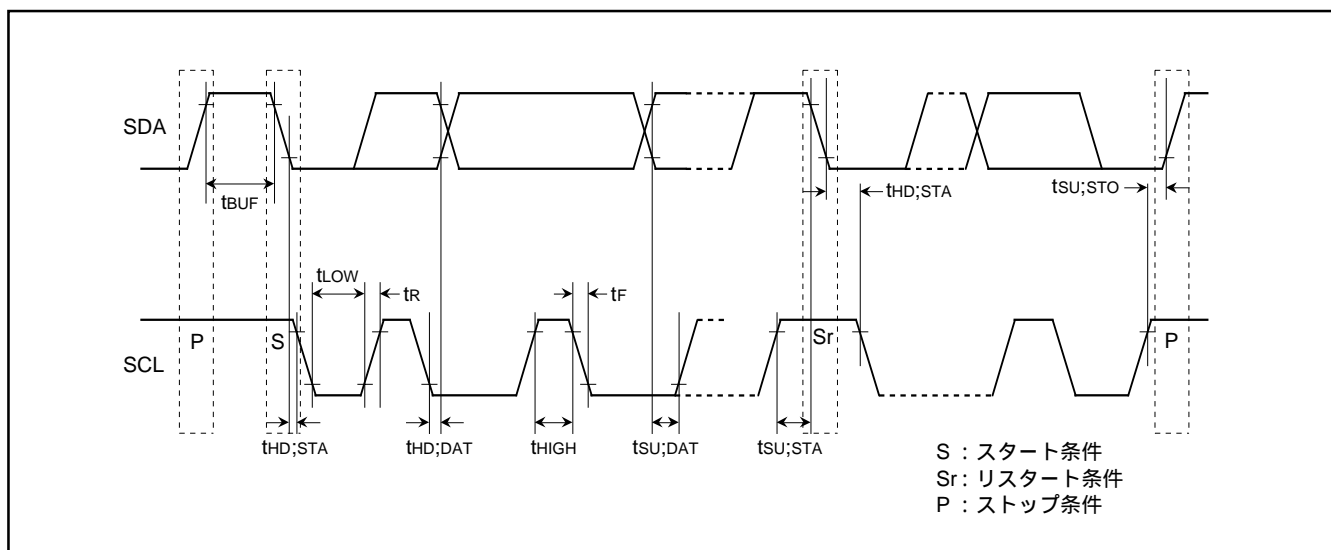 SDA
tBUF
tHD;STA
tSU;STO
tLOW
tR
tF
P
S
Sr
P
SCL
tHD;STA
tHD;DAT
tHIGH
tSU;DAT
tSU;STA
S : スタート条件
Sr : リスタート条件
P : ストップ条件